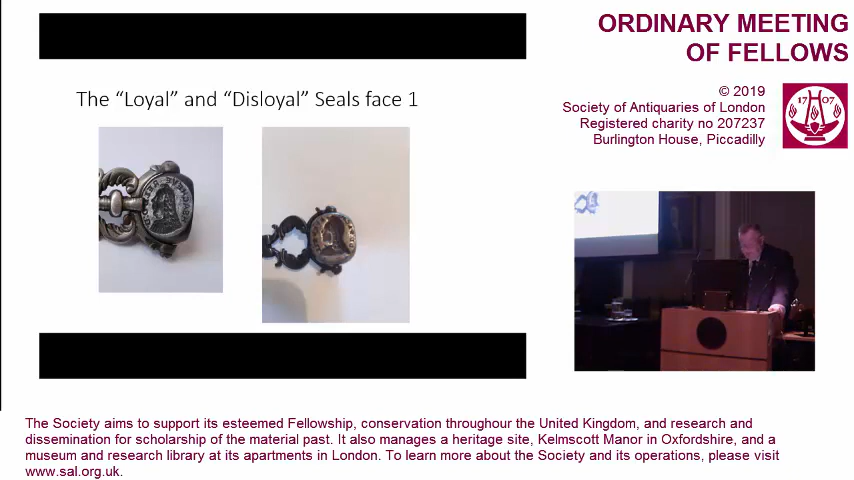 The “Loyal” and “Disloyal” Seals face 1
ORDINARY MEETING
OF FELLOWS
© 2019
Society of Antiquaries of London
Registered charity no 207237
Burlington House, Piccadilly
17 07
The Society aims to support its esteemed Fellowship, conservation throughour the United Kingdom, and research and
dissemination for scholarship of the material past. It also manages a heritage site, Kelmscott Manor in Oxfordshire, and a
museum and research library at its apartments in London. To learn more about the Society and its operations, please visit
www.sal.org.uk.